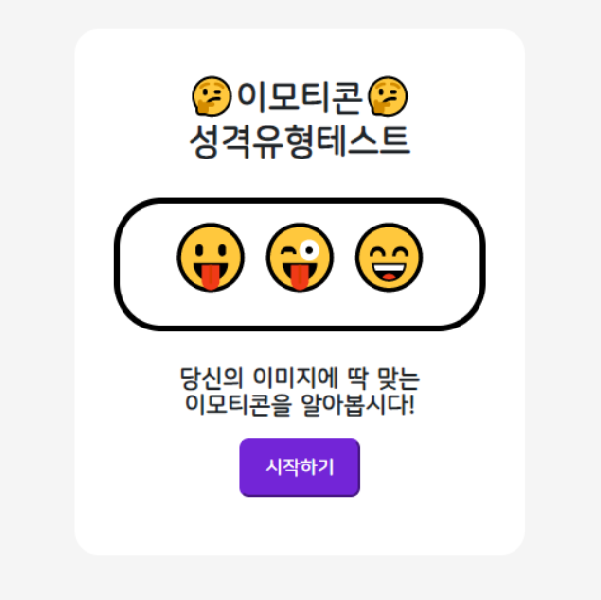 이모티콘
성격유형테스트
당신의 이미지에 딱 맞는
이모티콘을 알아봅시다!
시작하기